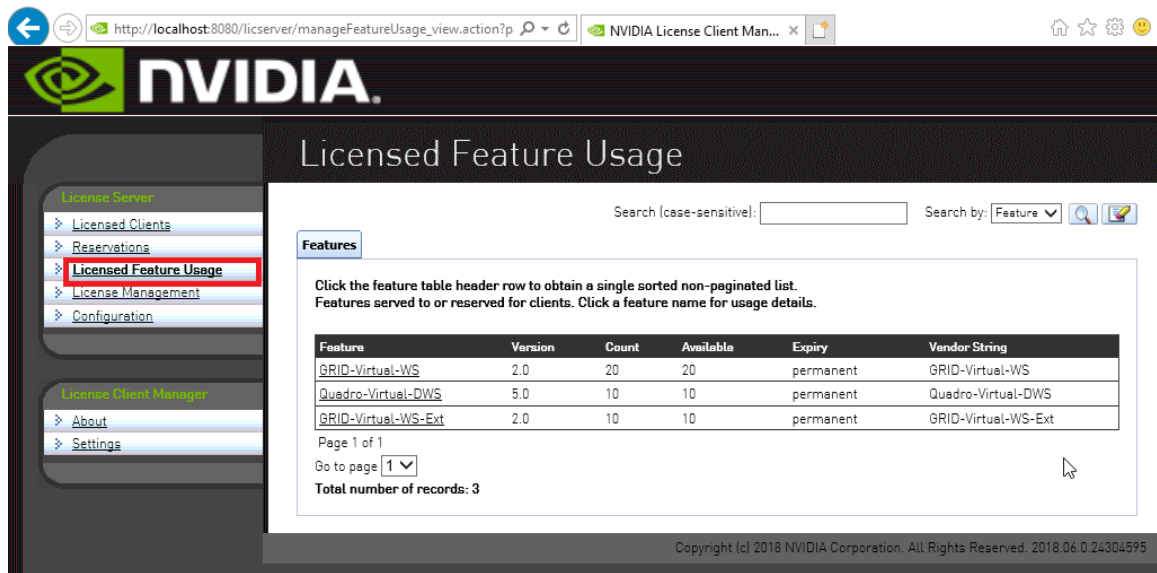 http://localhost:8080/licserver/manageFeatureUsage_view.action?p
NVIDIA License Client Man...
nVIDIA.
Licensed Feature Usage
License Server
Licensed Clients
Reservations
Licensed Feature Usage
License Management
Configuration
License Client Manager
About
Settings
Search (case-sensitive): Search by: Feature
Features
Click the feature table header row to obtain a single sorted non-paginated list.
Features served to or reserved for clients. Click a feature name for usage details.
Feature Version Count Available Expiry Vendor String
GRID-Virtual-WS 2.0 20 20 permanent GRID-Virtual-WS
Quadro-Virtual-DWS 5.0 10 10 permanent Quadro-Virtual-DWS
GRID-Virtual-WS-Ext 2.0 10 10 permanent GRID-Virtual-WS-Ext
Page 1 of 1
Go to page 1
Total number of records: 3
Copyright (c) 2018 NVIDIA Corporation. All Rights Reserved. 2018.06.0.24304595